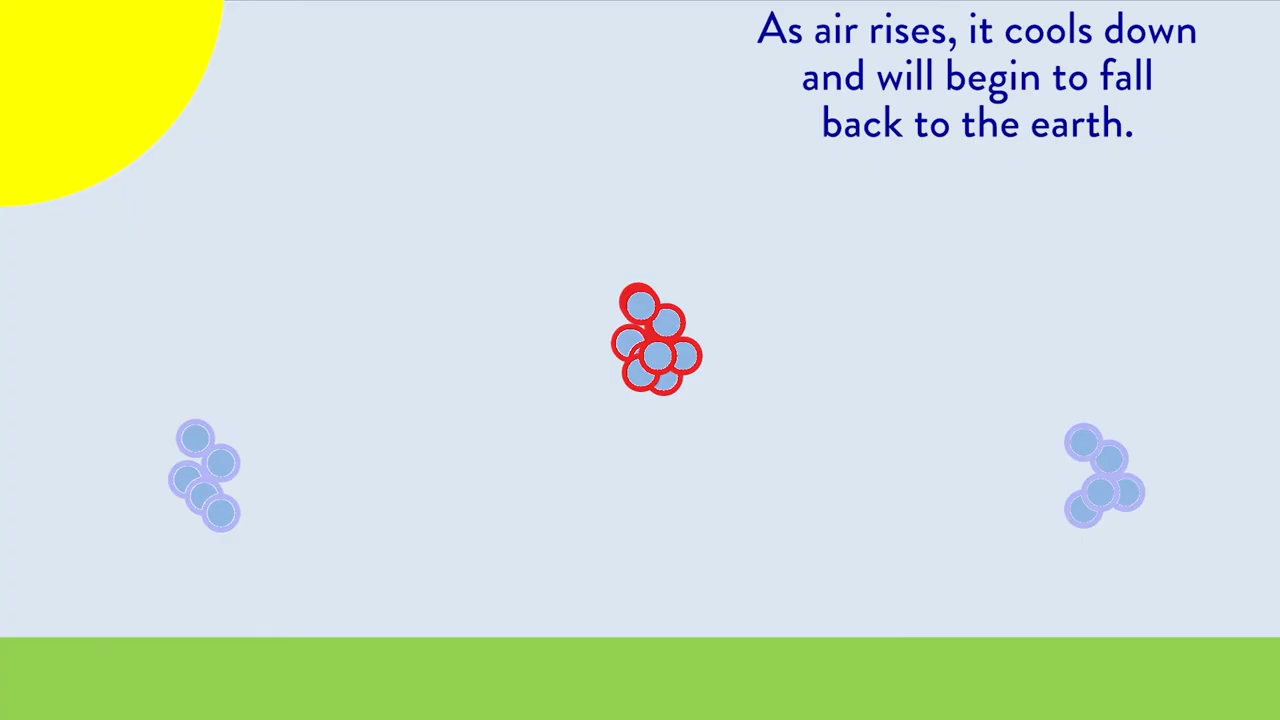 As air rises, it cools down
and will begin to fall
back to the earth.